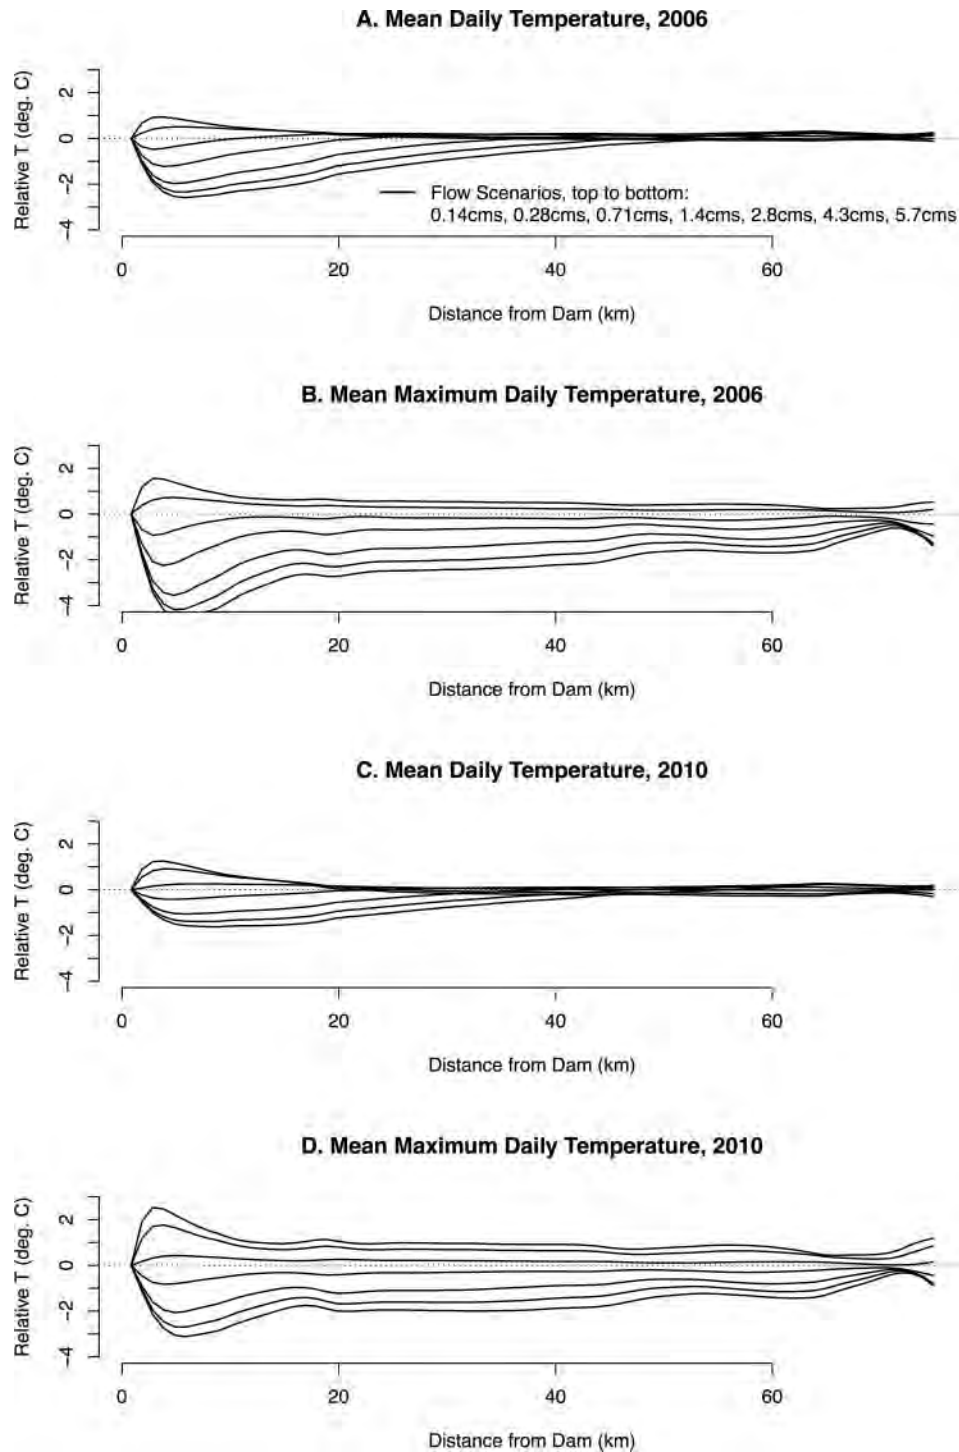 A. Mean Daily Temperature, 2006
Relative T (deg. C)
2
0
−2
−4
Flow Scenarios, top to bottom:
0.14cms, 0.28cms, 0.71cms, 1.4cms, 2.8cms, 4.3cms, 5.7cms
0 20 40 60
Distance from Dam (km)
B. Mean Maximum Daily Temperature, 2006
Relative T (deg. C)
2
0
−2
−4
0 20 40 60
Distance from Dam (km)
C. Mean Daily Temperature, 2010
Relative T (deg. C)
2
0
−2
−4
0 20 40 60
Distance from Dam (km)
D. Mean Maximum Daily Temperature, 2010
Relative T (deg. C)
2
0
−2
−4
0 20 40 60
Distance from Dam (km)